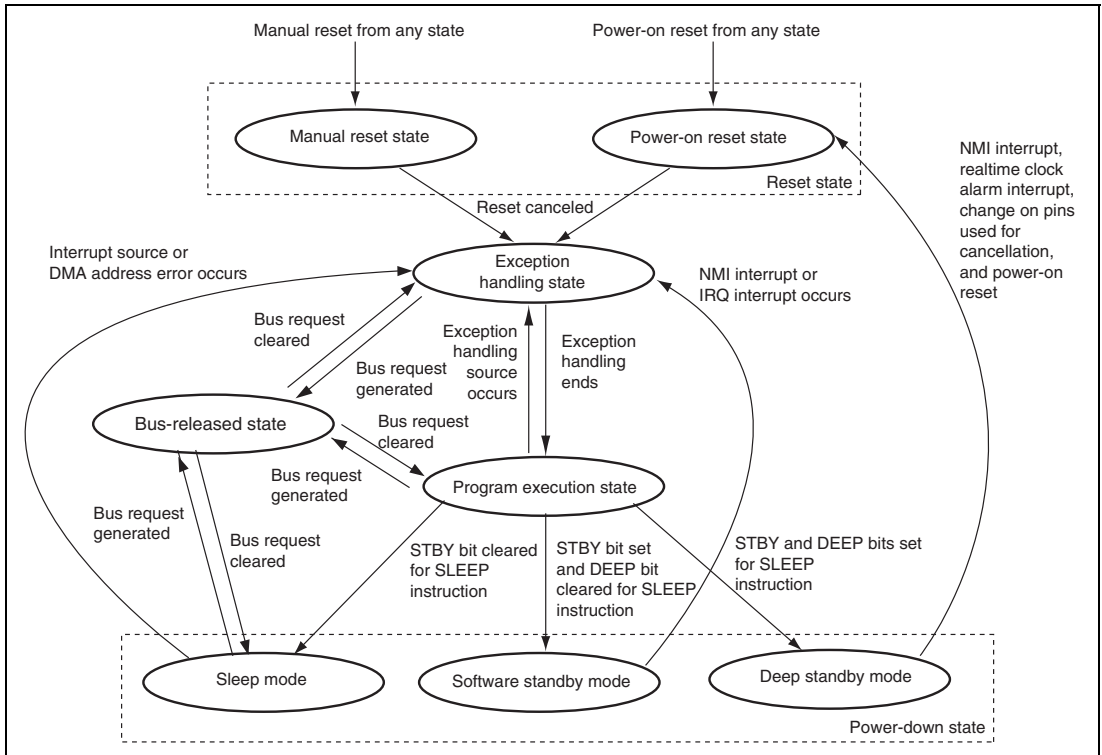 Manual reset from any state
Power-on reset from any state
Manual reset state
Power-on reset state
Reset state
NMI interrupt,
realtime clock
alarm interrupt,
change on pins
used for
cancellation,
and power-on
reset
Reset canceled
Interrupt source or
DMA address error occurs
Exception
handling state
NMI interrupt or
IRQ interrupt occurs
Bus request
cleared
Bus request
generated
Exception
handling
source
occurs
Exception
handling
ends
Bus-released state
Bus request
cleared
Bus request
generated
Program execution state
Bus request
generated
Bus request
cleared
STBY bit cleared
for SLEEP
instruction
STBY bit set
and DEEP bit
cleared for SLEEP
instruction
STBY and DEEP bits set
for SLEEP
instruction
Sleep mode
Software standby mode
Deep standby mode
Power-down state